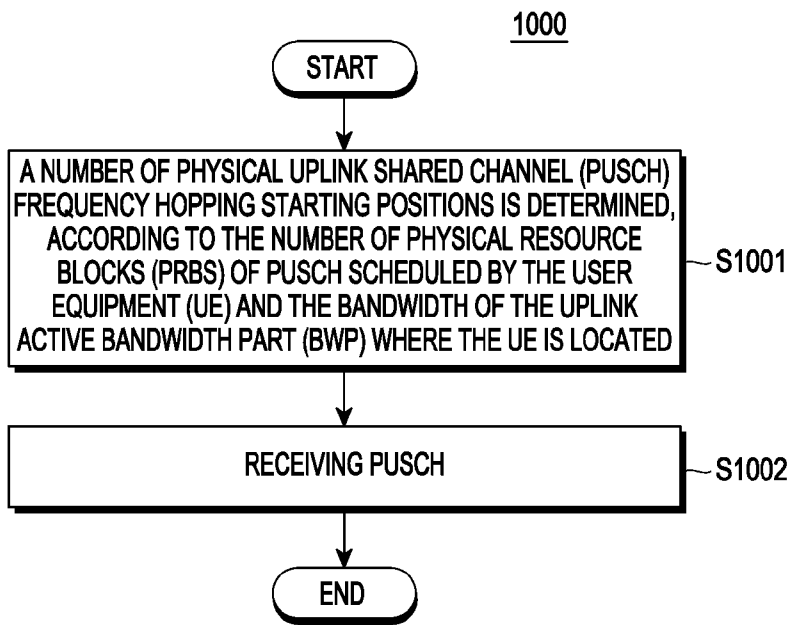 1000
START
A NUMBER OF PHYSICAL UPLINK SHARED CHANNEL (PUSCH)
FREQUENCY HOPPING STARTING POSITIONS IS DETERMINED,
ACCORDING TO THE NUMBER OF PHYSICAL RESOURCE
BLOCKS (PRBS) OF PUSCH SCHEDULED BY THE USER
EQUIPMENT (UE) AND THE BANDWIDTH OF THE UPLINK
ACTIVE BANDWIDTH PART (BWP) WHERE THE UE IS LOCATED
S1001
RECEIVING PUSCH
S1002
END